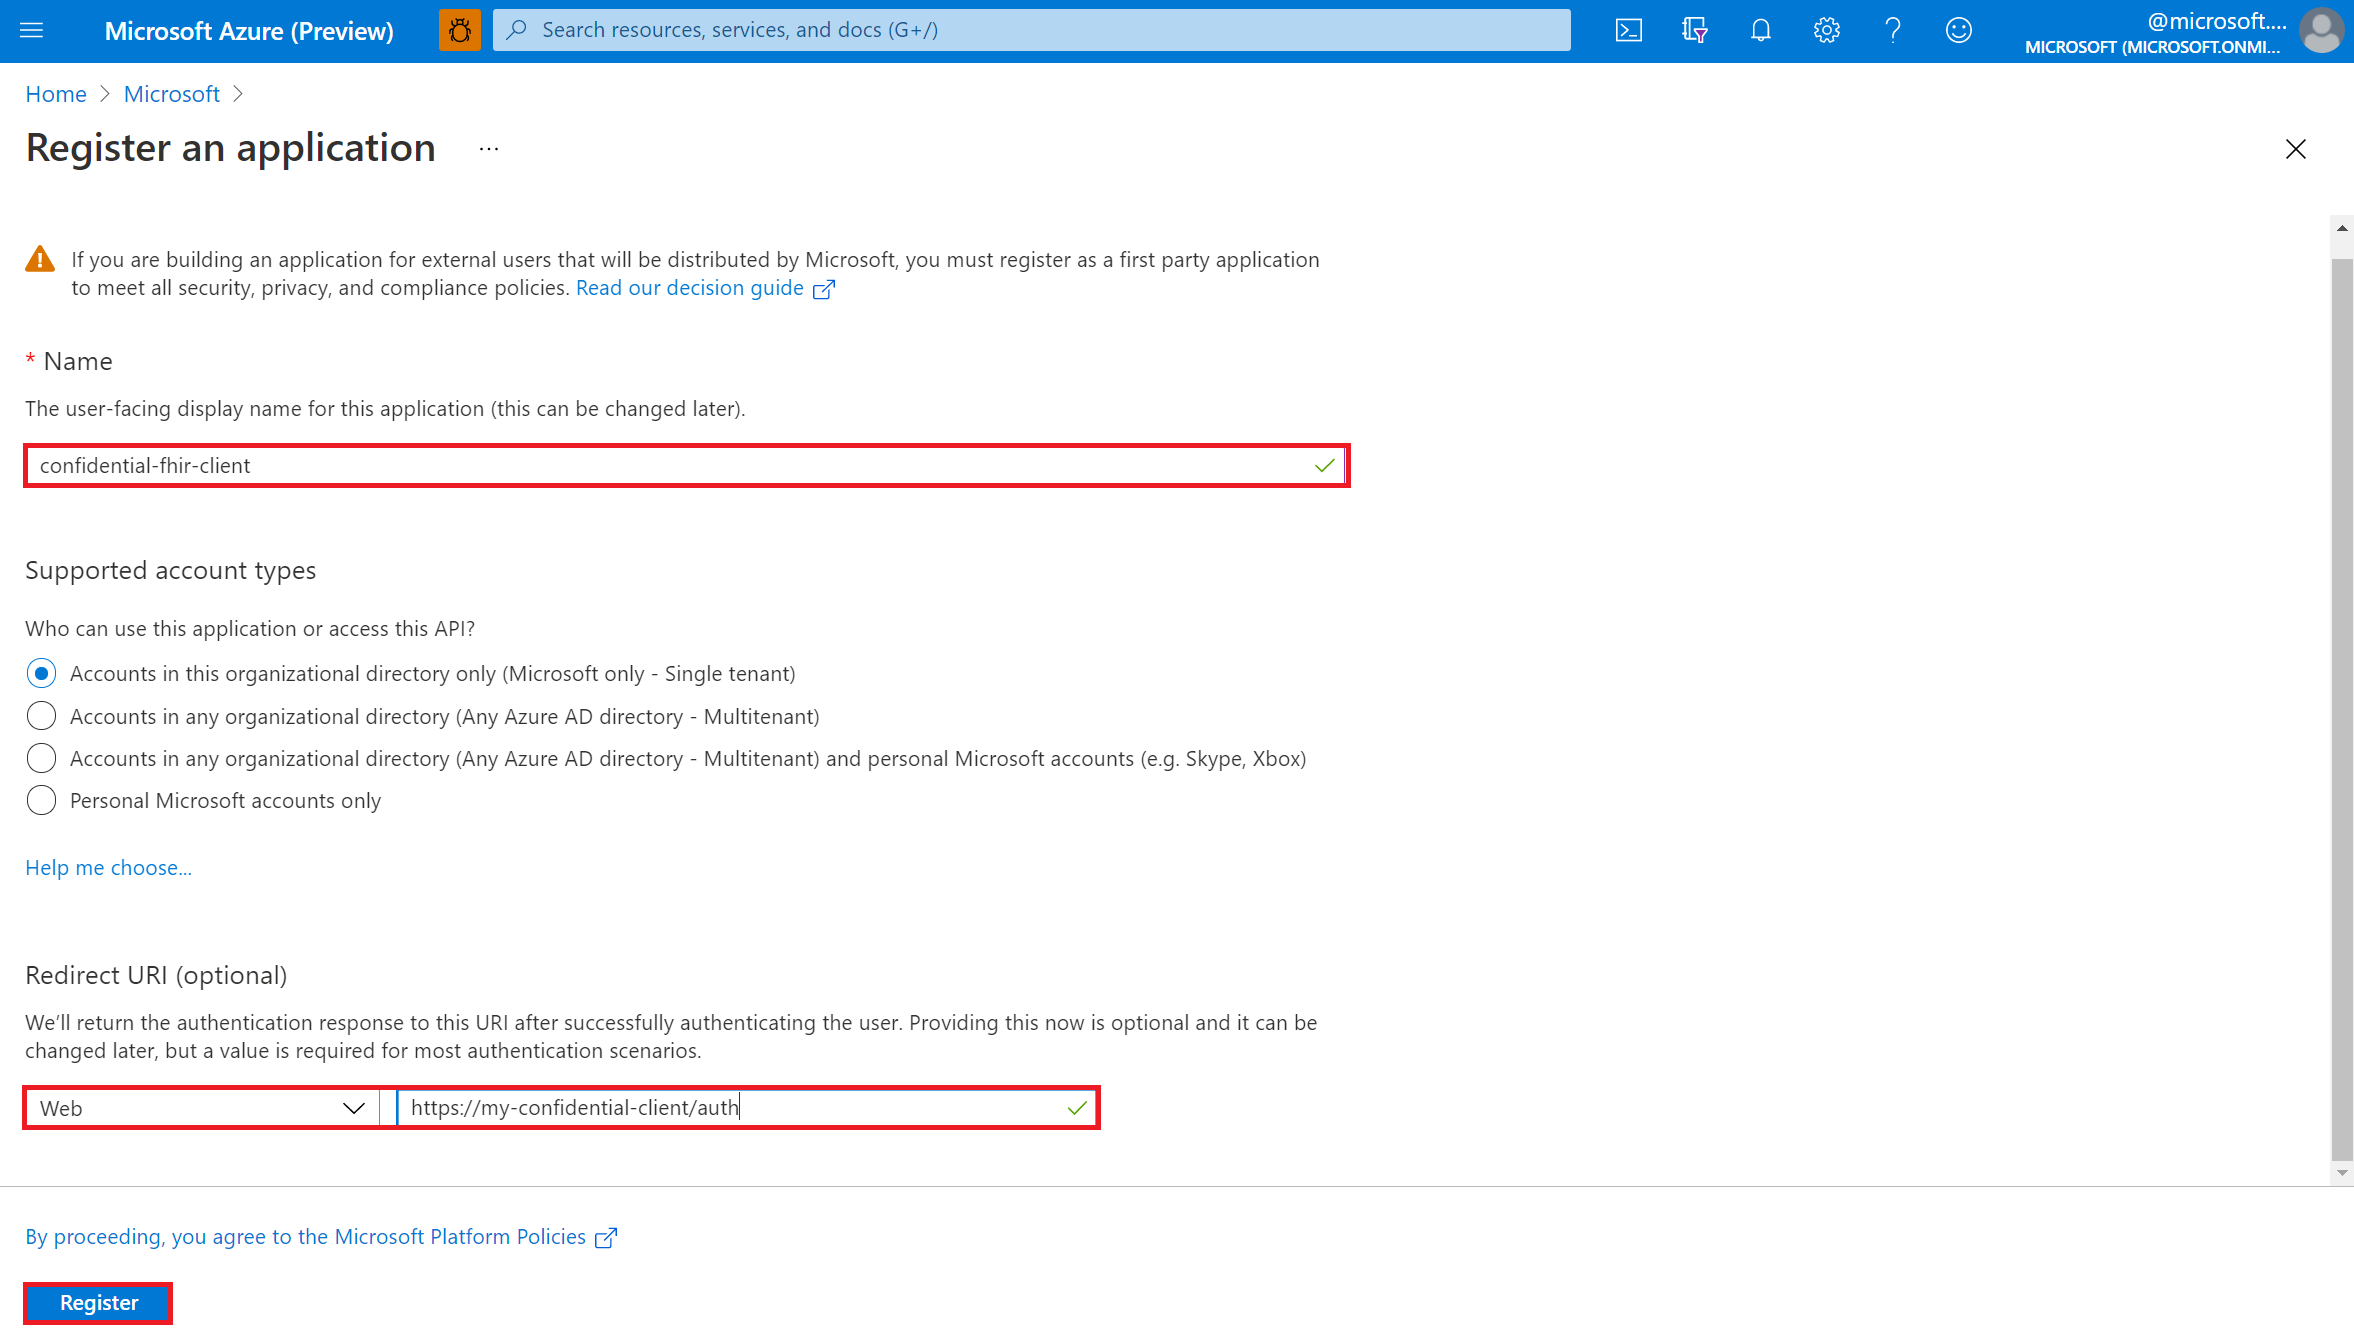 Microsoft Azure (Preview)
Search resources, services, and docs (G+/)
@microsoft....
MICROSOFT (MICROSOFT.ONMI...
Home > Microsoft >
Register an application ...
If you are building an application for external users that will be distributed by Microsoft, you must register as a first party application
to meet all security, privacy, and compliance policies. Read our decision guide
* Name
The user-facing display name for this application (this can be changed later).
confidential-fhir-client
Supported account types
Who can use this application or access this API?
Accounts in this organizational directory only (Microsoft only - Single tenant)
Accounts in any organizational directory (Any Azure AD directory - Multitenant)
Accounts in any organizational directory (Any Azure AD directory - Multitenant) and personal Microsoft accounts (e.g. Skype, Xbox)
Personal Microsoft accounts only
Help me choose...
Redirect URI (optional)
We'll return the authentication response to this URI after successfully authenticating the user. Providing this now is optional and it can be
changed later, but a value is required for most authentication scenarios.
Web
https://my-confidential-client/auth
By proceeding, you agree to the Microsoft Platform Policies
Register